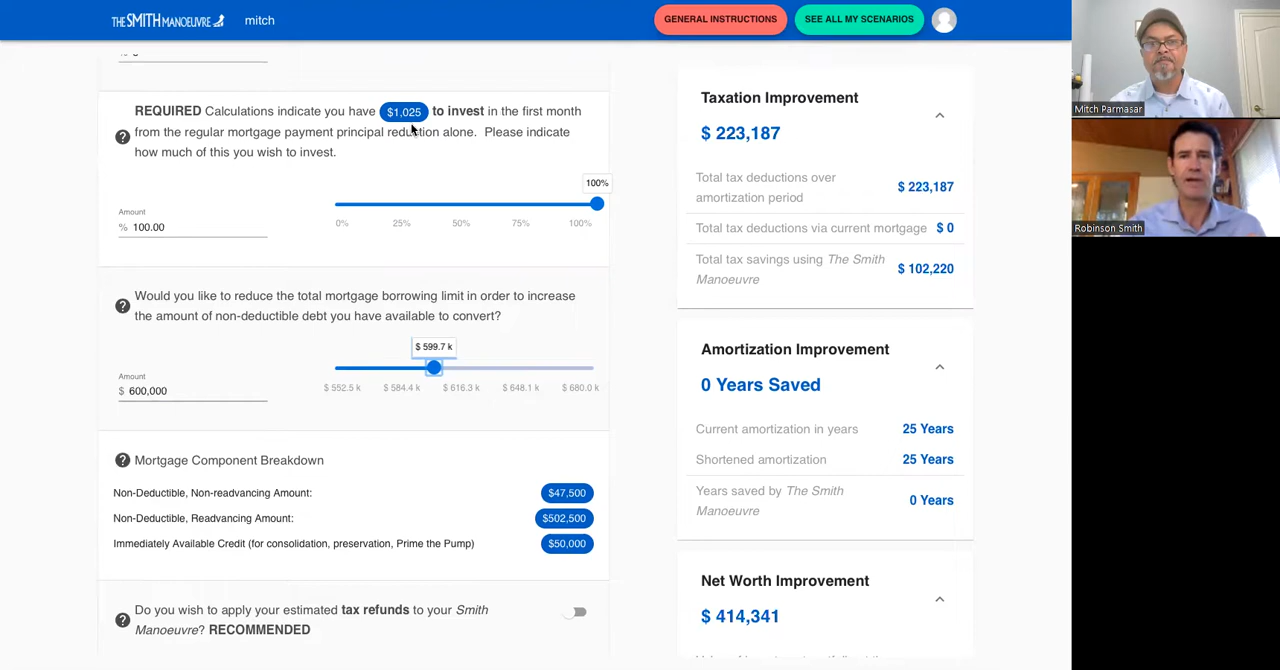 THE SMITH MANOEUVRE mitch
GENERAL INSTRUCTIONS
SEE ALL MY SCENARIOS
REQUIRED Calculations indicate you have $1,025 to invest in the first month
from the regular mortgage payment principal reduction alone. Please indicate
how much of this you wish to invest.
100%
Amount
% 100.00
0% 25% 50% 75% 100%
Would you like to reduce the total mortgage borrowing limit in order to increase
the amount of non-deductible debt you have available to convert?
$ 599.7 k
Amount
$ 600,000
$ 552.5 k $ 584.4 k $ 616.3 k $ 648.1 k $ 680.0 k
Mortgage Component Breakdown
Non-Deductible, Non-readvancing Amount: $47,500
Non-Deductible, Readvancing Amount: $502,500
Immediately Available Credit (for consolidation, preservation, Prime the Pump) $50,000
Do you wish to apply your estimated tax refunds to your Smith
Manoeuvre? RECOMMENDED
Taxation Improvement
$ 223,187
Total tax deductions over
amortization period $ 223,187
Total tax deductions via current mortgage $ 0
Total tax savings using The Smith
Manoeuvre $ 102,220
Amortization Improvement
0 Years Saved
Current amortization in years 25 Years
Shortened amortization 25 Years
Years saved by The Smith
Manoeuvre 0 Years
Net Worth Improvement
$ 414,341
Mitch Parmasar
Robinson Smith